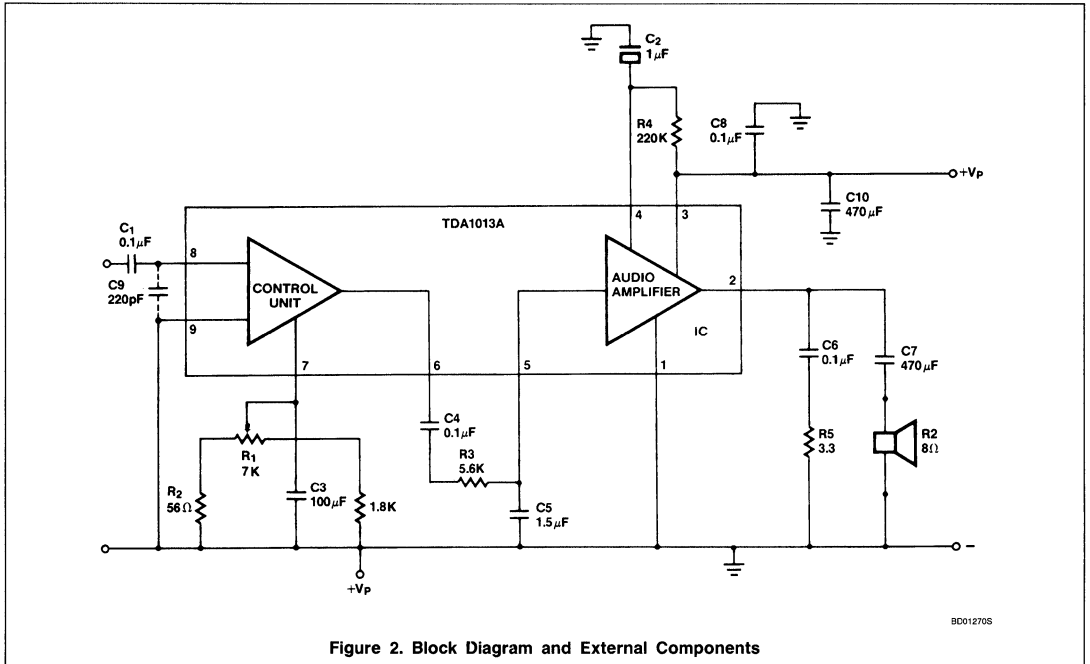 C2
1µF
R4
220K
C8
0.1µF
+VP
C10
470µF
TDA1013A
4
3
C1
0.1µF
8
C9
220pF
9
CONTROL
UNIT
AUDIO
AMPLIFIER
2
IC
7
6
5
1
C6
0.1µF
C7
470µF
C4
0.1µF
R3
5.6K
R1
7K
R2
56Ω
C3
100µF
1.8K
C5
1.5µF
R5
3.3
R2
8Ω
+VP
−
BD01270S
Figure 2. Block Diagram and External Components